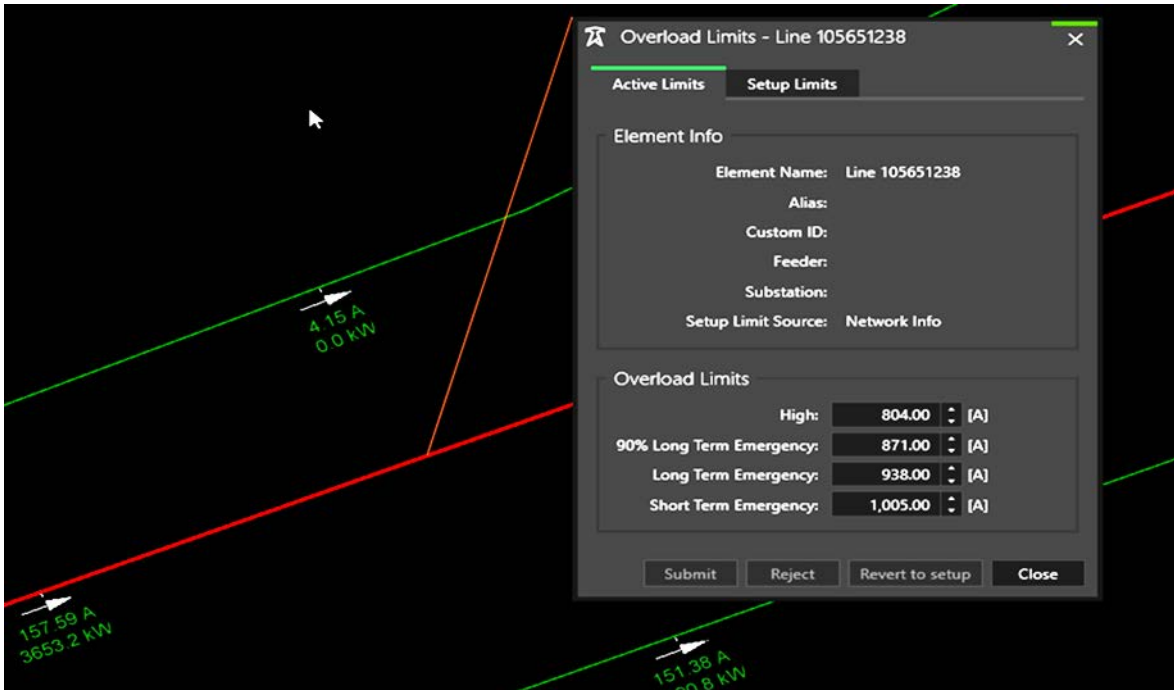 Overload Limits - Line 105651238
Active Limits
Setup Limits
Element Info
Element Name: Line 105651238
Alias:
Custom ID:
Feeder:
Substation:
Setup Limit Source: Network Info
Overload Limits
High: 804.00 [A]
90% Long Term Emergency: 871.00 [A]
Long Term Emergency: 938.00 [A]
Short Term Emergency: 1,005.00 [A]
Submit
Reject
Revert to setup
Close
4.15 A
0.0 kW
157.59 A
3653.2 kW
151.38 A
kW